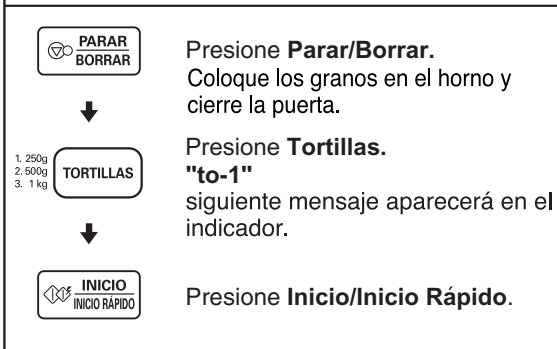 PARAR
BORRAR
Presione Parar/Borrar.
Coloque los granos en el horno y
cierre la puerta.
1. 250g
2. 500g
3. 1 kg
TORTILLAS
Presione Tortillas.
"to-1"
siguiente mensaje aparecerá en el
indicador.
INICIO
INICIO RÁPIDO
Presione Inicio/Inicio Rápido.